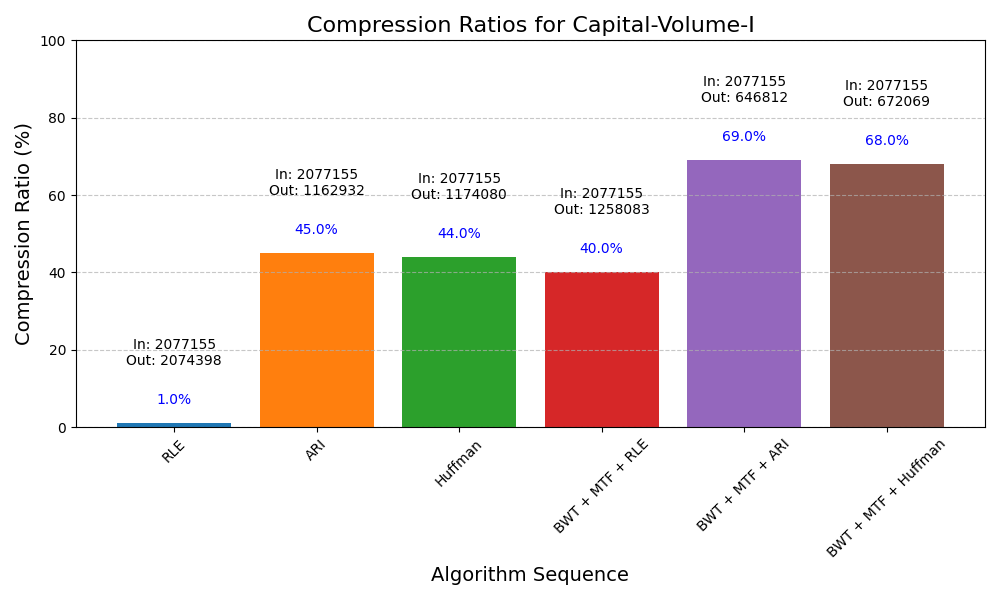 Compression Ratios for Capital-Volume-I
Compression Ratio (%)
100
80
60
40
20
0
In: 2077155
Out: 2074398
1.0%
In: 2077155
Out: 1162932
45.0%
In: 2077155
Out: 1174080
44.0%
In: 2077155
Out: 1258083
40.0%
In: 2077155
Out: 646812
69.0%
In: 2077155
Out: 672069
68.0%
RLE
ARI
Huffman
BWT + MTF + RLE
BWT + MTF + ARI
BWT + MTF + Huffman
Algorithm Sequence